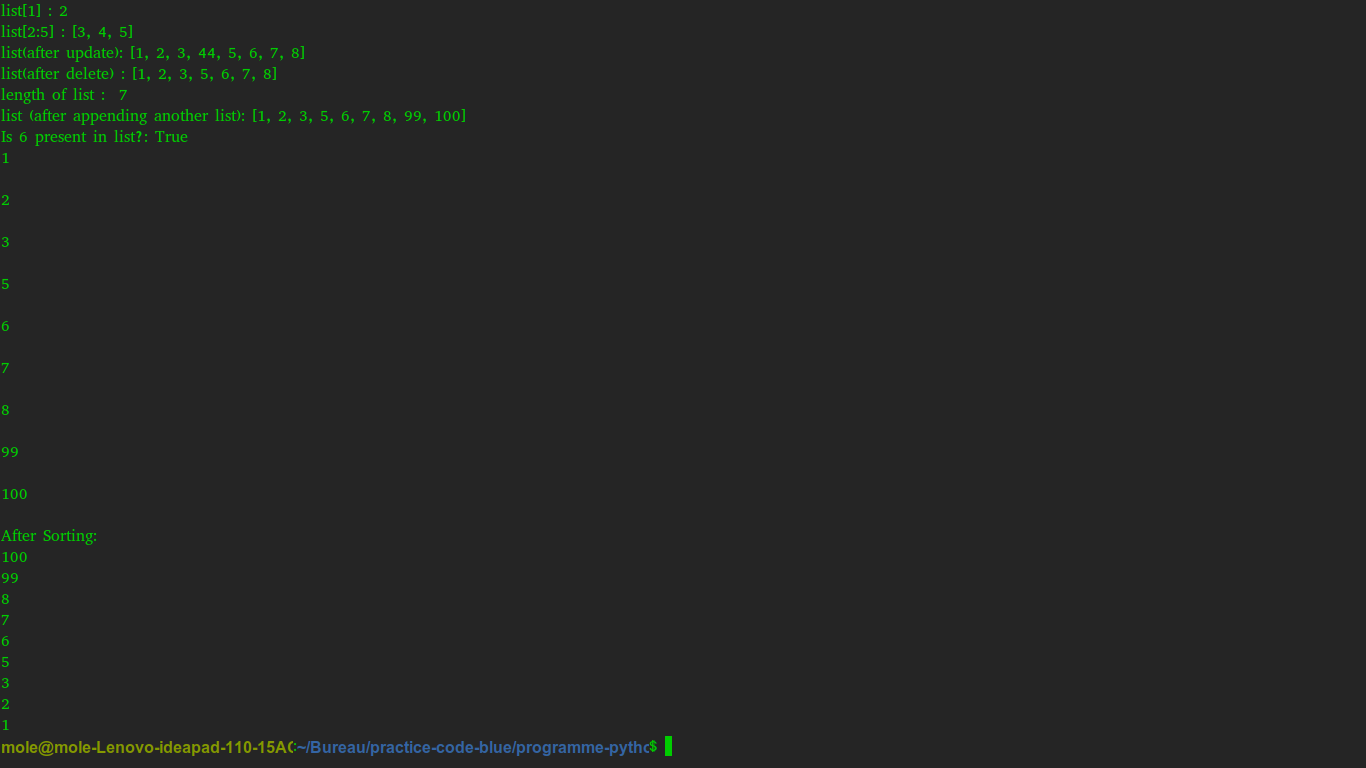 list[1] : 2
list[2:5] : [3, 4, 5]
list(after update): [1, 2, 3, 44, 5, 6, 7, 8]
list(after delete) : [1, 2, 3, 5, 6, 7, 8]
length of list :  7
list (after appending another list): [1, 2, 3, 5, 6, 7, 8, 99, 100]
Is 6 present in list?: True
1
2
3
5
6
7
8
99
100
After Sorting:
100
99
8
7
6
5
3
2
1
mole@mole-Lenovo-ideapad-110-15AC:~/Bureau/practice-code-blue/programme-pytho$